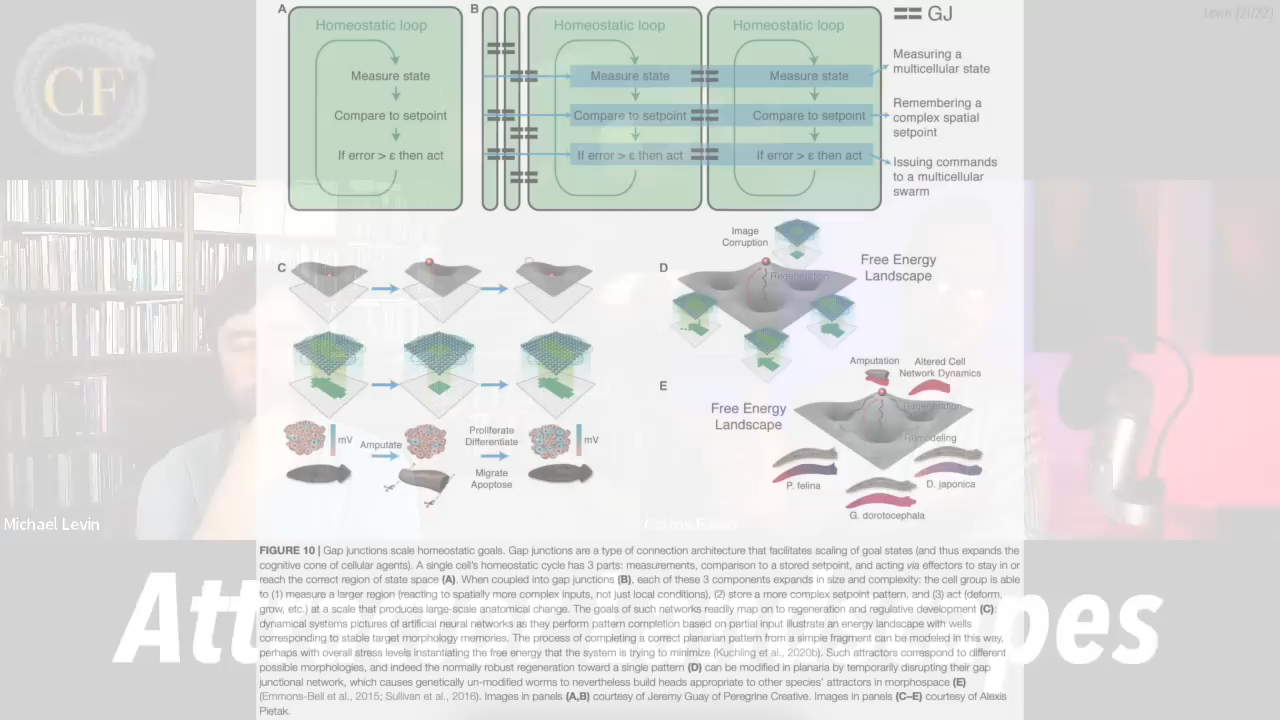 A
Homeostatic loop
Measure state
Compare to setpoint
If error > ε then act
B
Homeostatic loop
Measure state
Compare to setpoint
If error > ε then act
Homeostatic loop
Measure state
Compare to setpoint
If error > ε then act
GJ
Levin (2022)
Measuring a
multicellular state
Remembering a
complex spatial
setpoint
Issuing commands
to a multicellular
swarm
CF
C
mV
Amputate
Proliferate
Differentiate
Migrate
Apoptose
mV
D
Image
Corruption
Regeneration
Free Energy
Landscape
E
Free Energy
Landscape
Amputation
Altered Cell
Network Dynamics
Regeneration
Remodeling
P. felina
D. japonica
G. dorotocephala
Michael Levin
FIGURE 10 | Gap junctions scale homeostatic goals. Gap junctions are a type of connection architecture that facilitates scaling of goal states (and thus expands the
cognitive cone of cellular agents). A single cell's homeostatic cycle has 3 parts: measurements, comparison to a stored setpoint, and acting via effectors to stay in or
reach the correct region of state space (A). When coupled into gap junctions (B), each of these 3 components expands in size and complexity: the cell group is able
to (1) measure a larger region (reacting to spatially more complex inputs, not just local conditions), (2) store a more complex setpoint pattern, and (3) act (deform,
grow, etc.) at a scale that produces large-scale anatomical change. The goals of such networks readily map on to regeneration and regulative development (C):
dynamical systems pictures of artificial neural networks as they perform pattern completion based on partial input illustrate an energy landscape with wells
corresponding to stable target morphology memories. The process of completing a correct planarian pattern from a simple fragment can be modeled in this way,
perhaps with overall stress levels instantiating the free energy that the system is trying to minimize (Kuchling et al., 2020b). Such attractors correspond to different
possible morphologies, and indeed the normally robust regeneration toward a single pattern (D) can be modified in planaria by temporarily disrupting their gap
junctional network, which causes genetically un-modified worms to nevertheless build heads appropriate to other species' attractors in morphospace (E)
(Emmons-Bell et al., 2015; Sullivan et al., 2016). Images in panels (A,B) courtesy of Jeremy Guay of Peregrine Creative. Images in panels (C–E) courtesy of Alexis
Pietak.